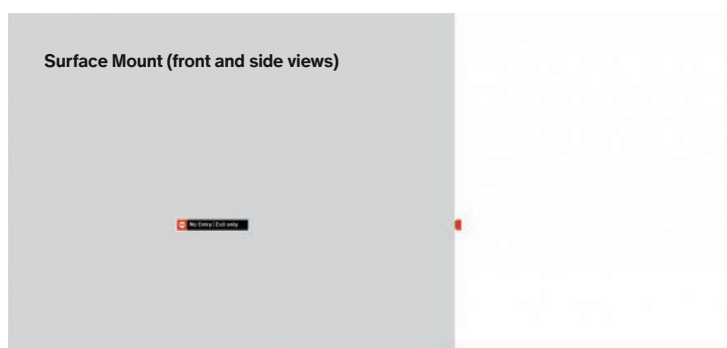 Surface Mount (front and side views)
No Entry | Exit only